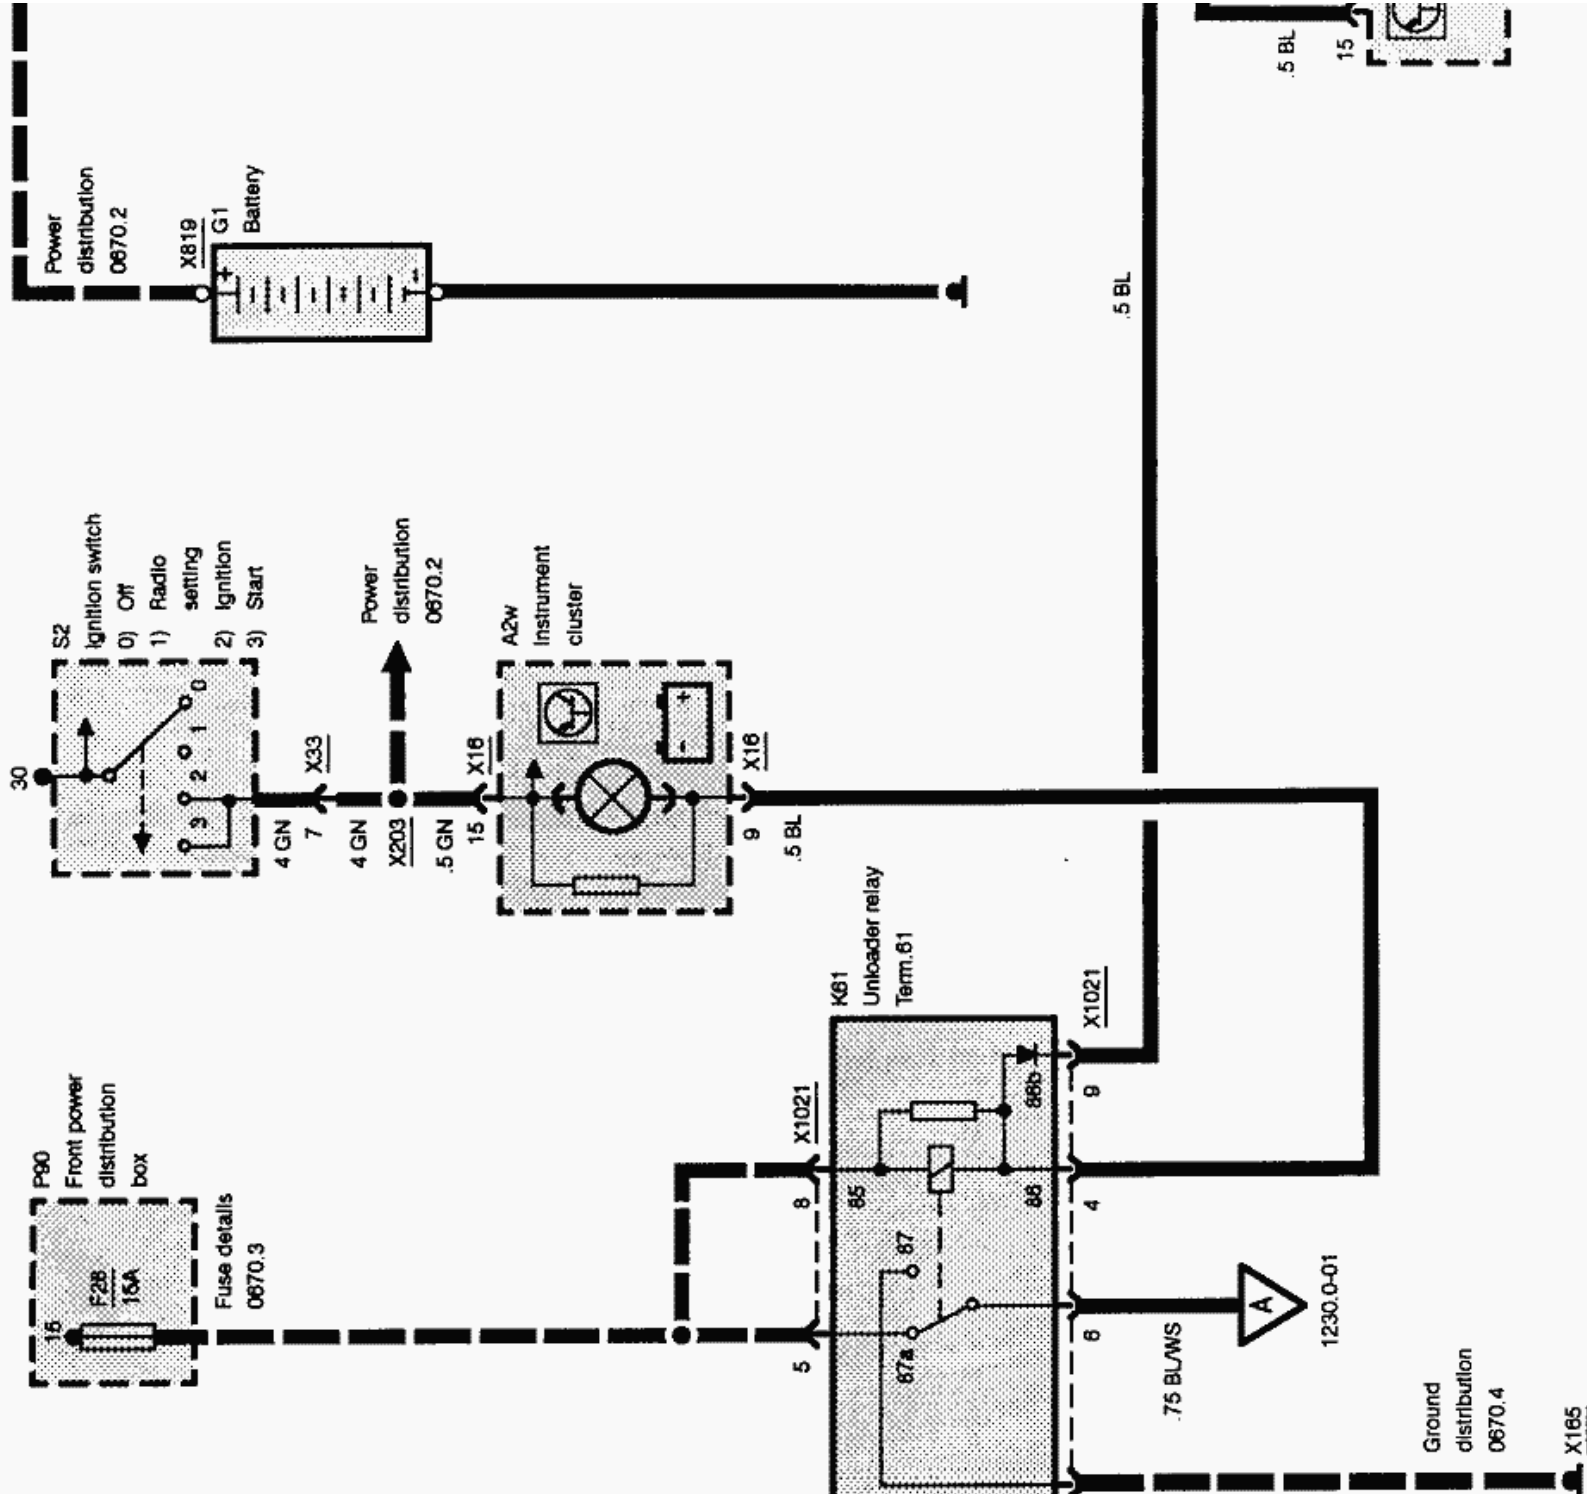 .5 BL
15
Power
distribution
0670.2
X819
G1
Battery
+
.5 BL
30
S2
Ignition switch
0) Off
1) Radio
setting
2) Ignition
3) Start
0
1
2
3
4 GN
7
X33
4 GN
X203
Power
distribution
0670.2
.5 GN
15
X16
A2w
Instrument
cluster
- +
9
X16
.5 BL
P90
Front power
distribution
box
15
F28
15A
Fuse details
0670.3
K61
Unloader relay
Term.61
X1021
8
5
85
87
87a
86
86b
X1021
9
4
6
.75 BL/WS
A
1230.0-01
Ground
distribution
0670.4
X165